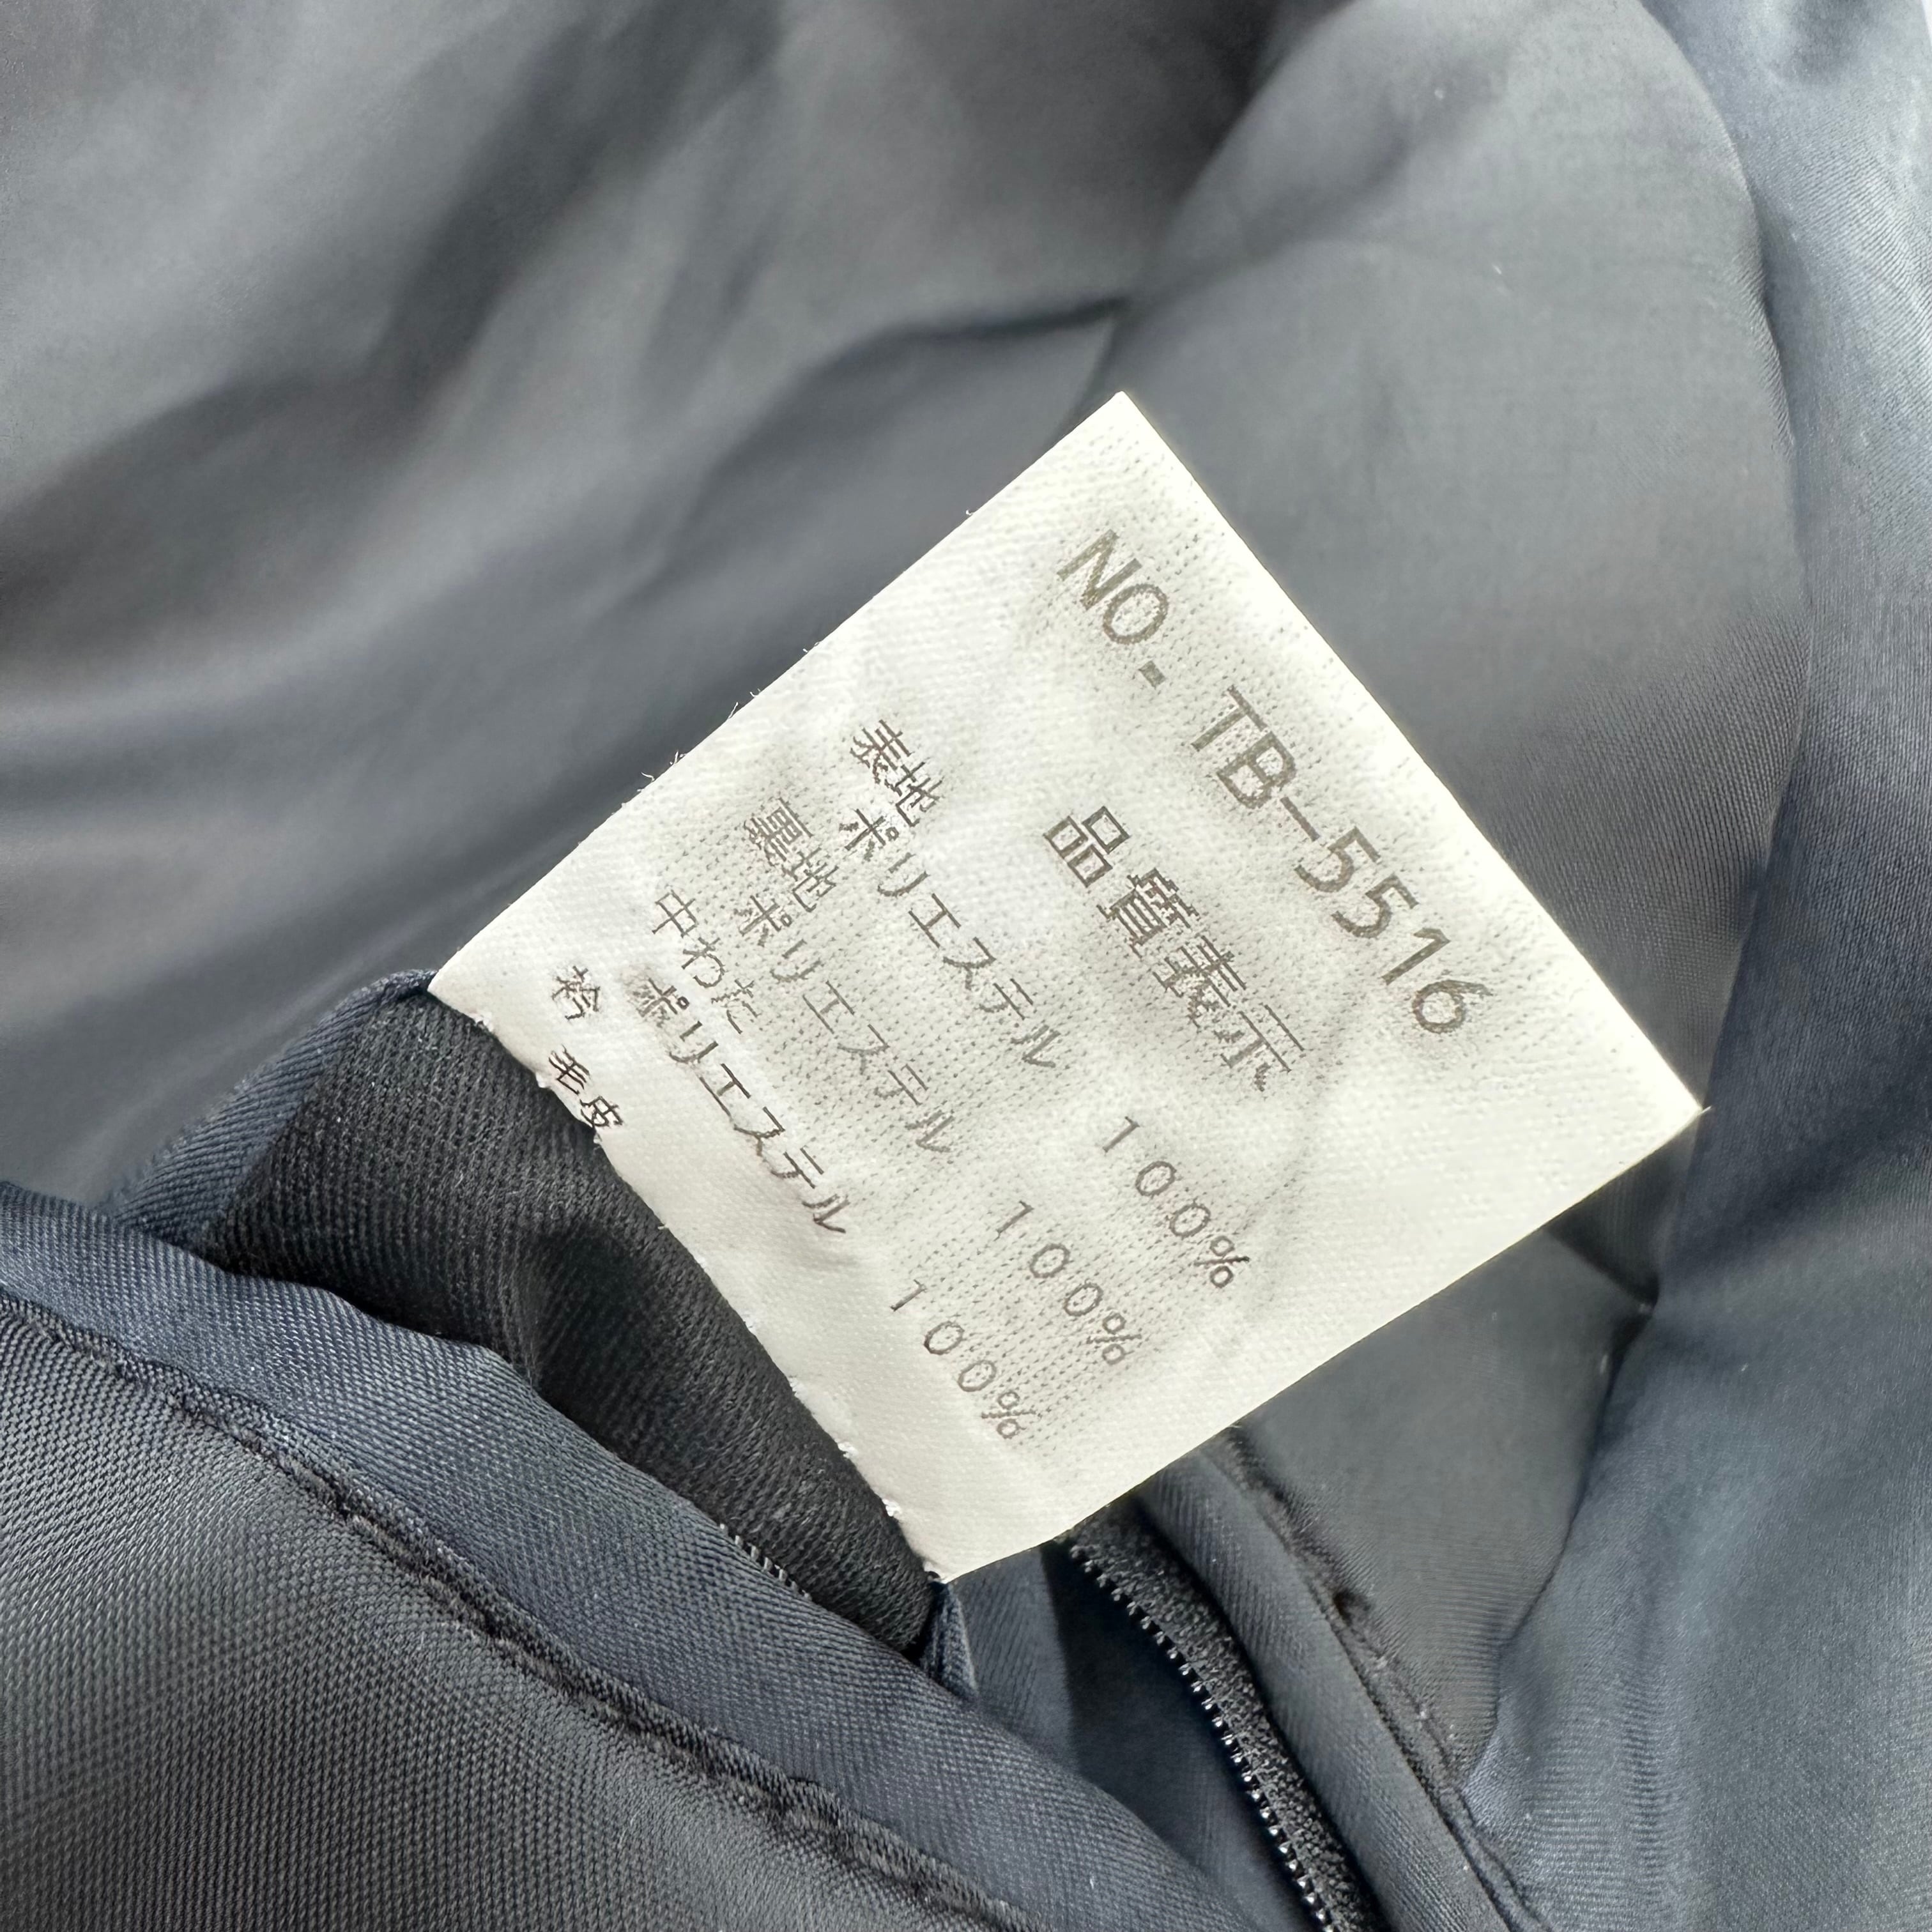 NO. TB-5516
品質表示
表地
ポリエステル 100%
裏地
ポリエステル 100%
中わた
ポリエステル 100%
衿
毛皮